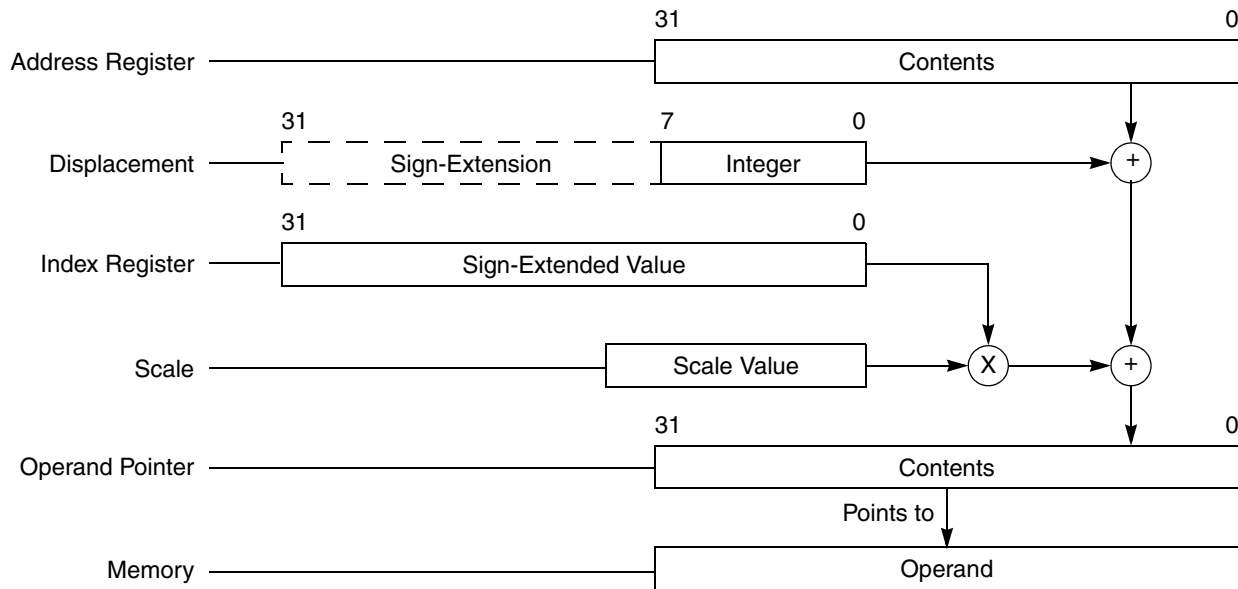 31 0
Address Register Contents
31 7 0
Displacement Sign-Extension Integer +
31 0
Index Register Sign-Extended Value
Scale Scale Value X +
31 0
Operand Pointer Contents
Points to
Memory Operand